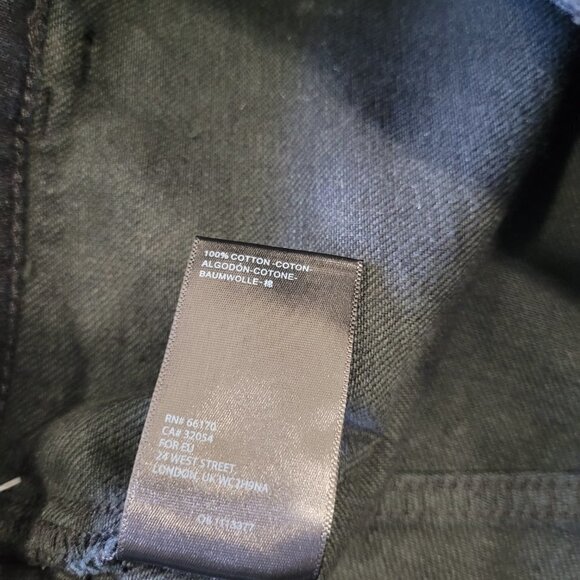 100% COTTON -COTON-
ALGODÓN-COTONE-
BAUMWOLLE-棉
RN# 66170
CA# 32054
FOR EU
24 WEST STREET
LONDON, UK WC2H9NA